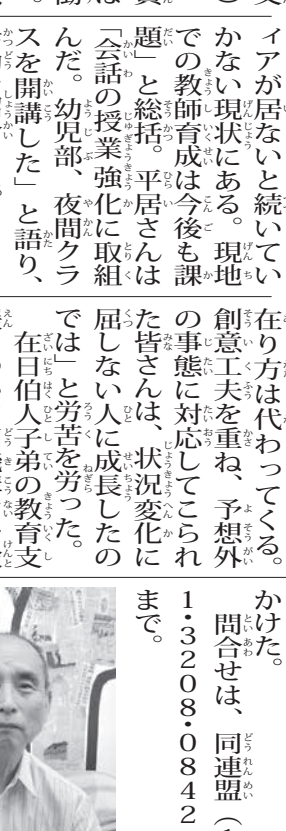 ィアが居ないと続いてい
かない現状にある。現地
での教師育成は今後も課
題」と総括。平居さんは
「会話の授業強化に取組
んだ。幼児部、夜間クラ
スを開講した」と語り、
在り方は代わってくる。
創意工夫を重ね、予想外
の事態に対応してこられ
た皆さんは、状況変化に
屈しない人に成長したの
では」と労苦を労った。
在日伯人子弟の教育支
かけた。
問合せは、同連盟（1
1・3208・0842
まで。